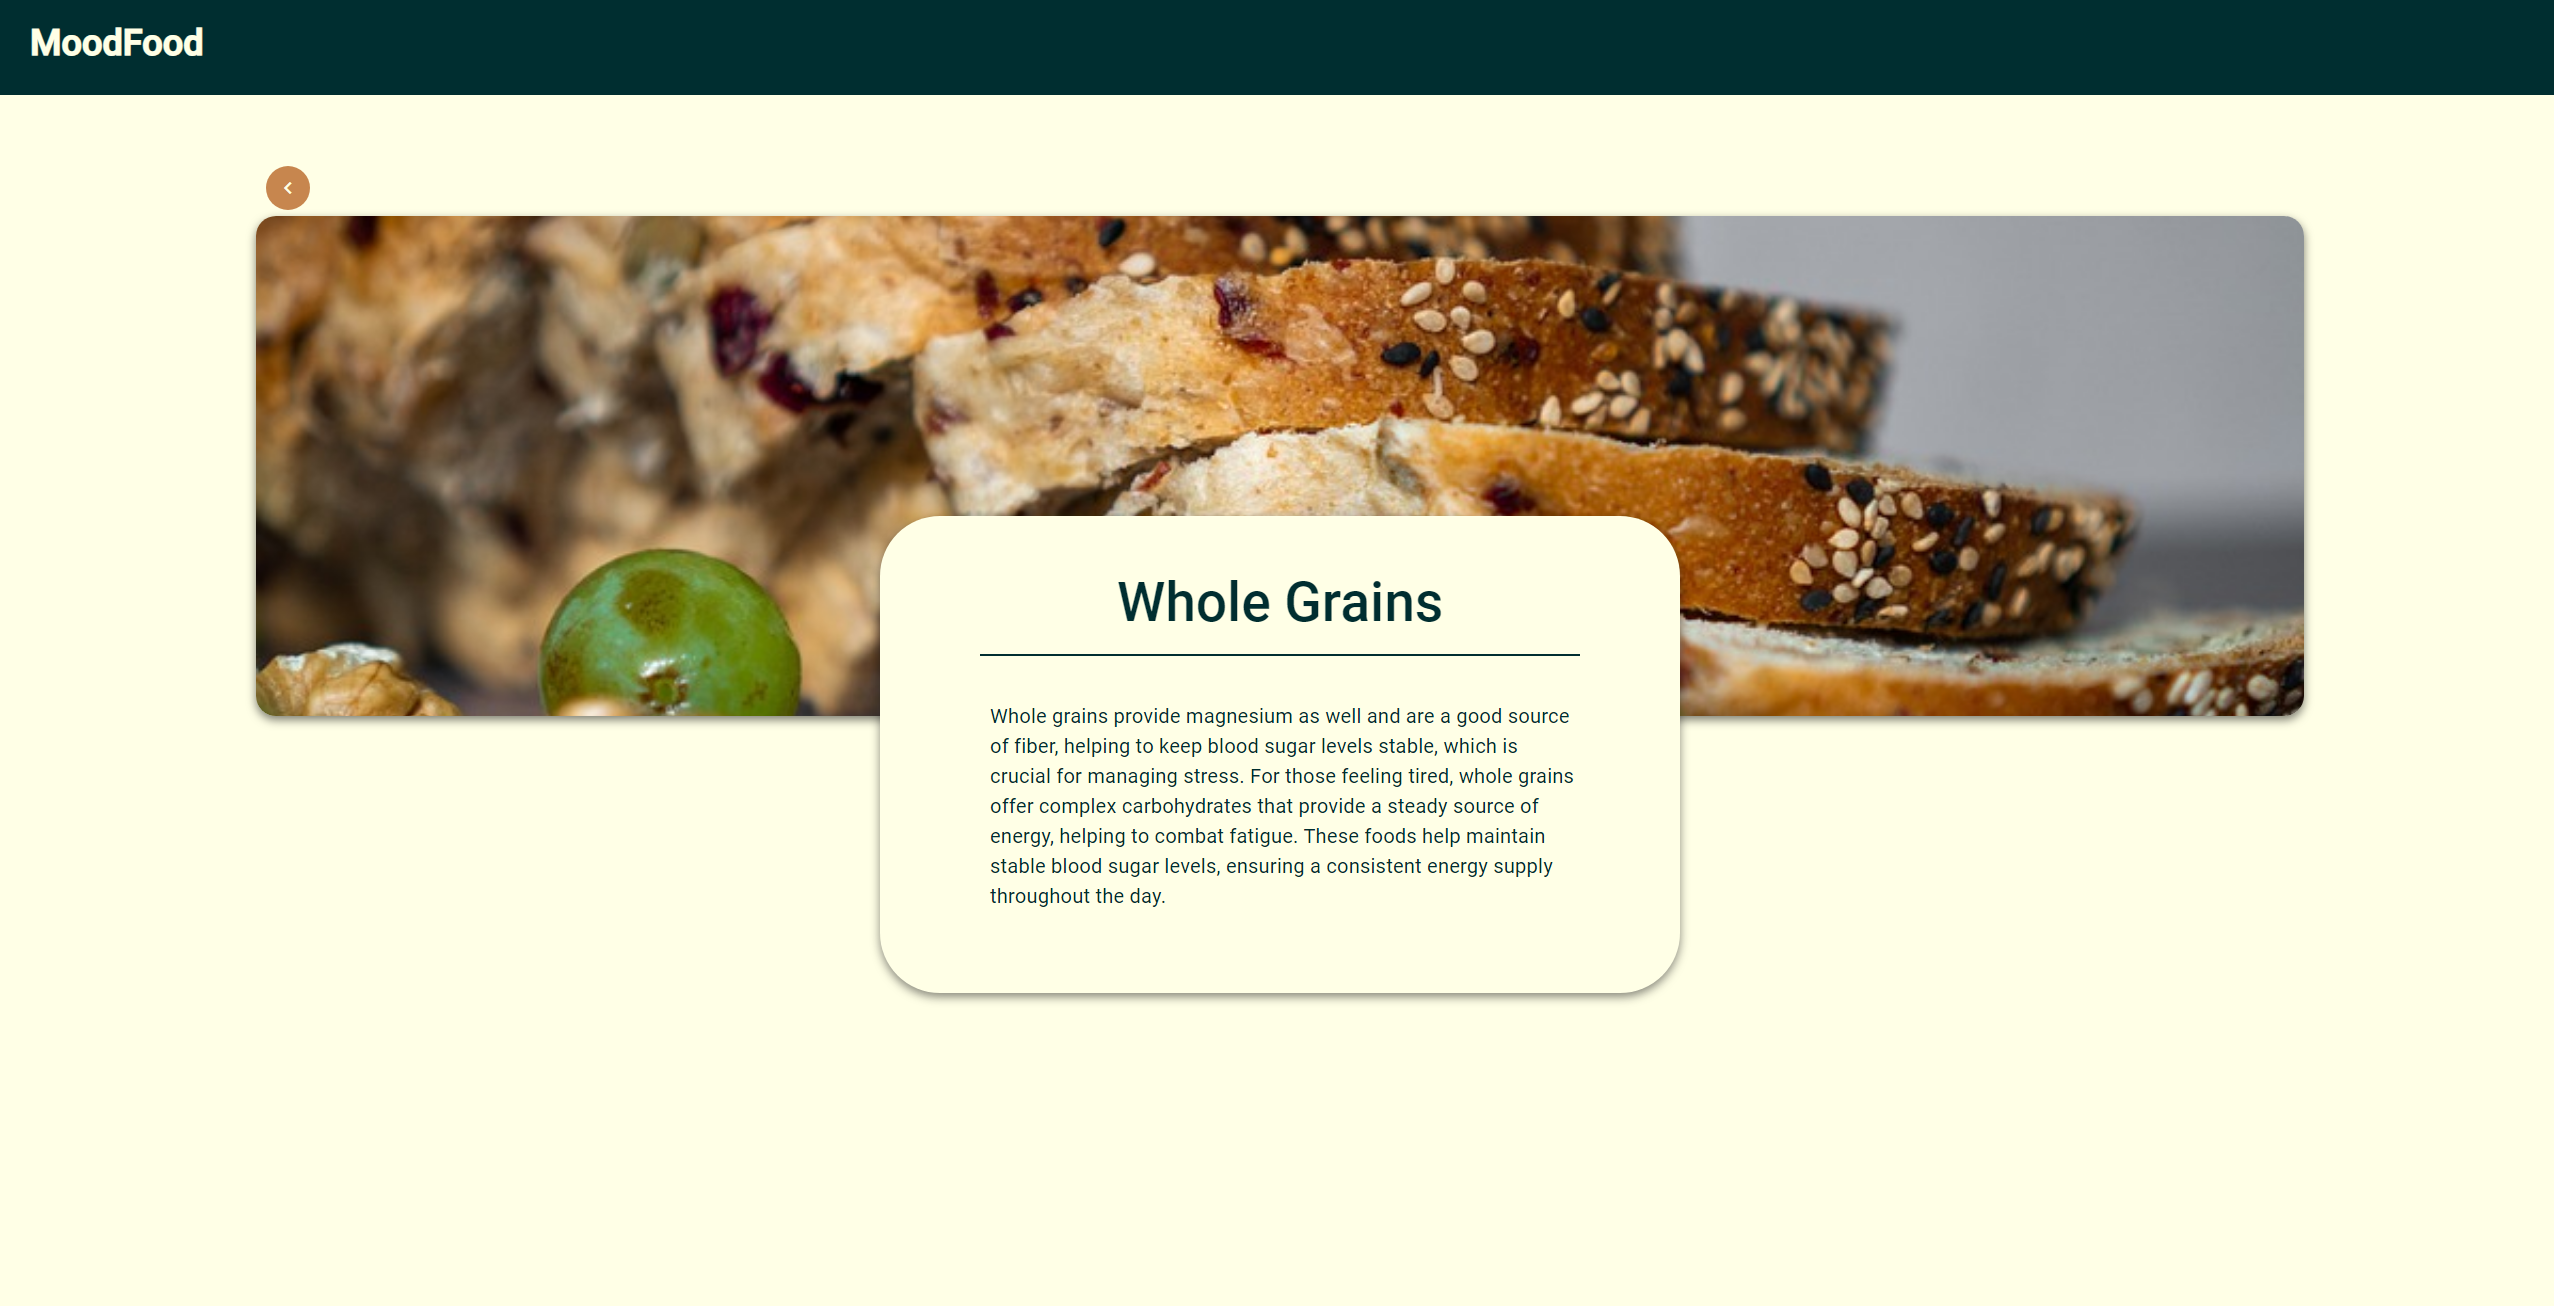 MoodFood
Whole Grains
Whole grains provide magnesium as well and are a good source
of fiber, helping to keep blood sugar levels stable, which is
crucial for managing stress. For those feeling tired, whole grains
offer complex carbohydrates that provide a steady source of
energy, helping to combat fatigue. These foods help maintain
stable blood sugar levels, ensuring a consistent energy supply
throughout the day.